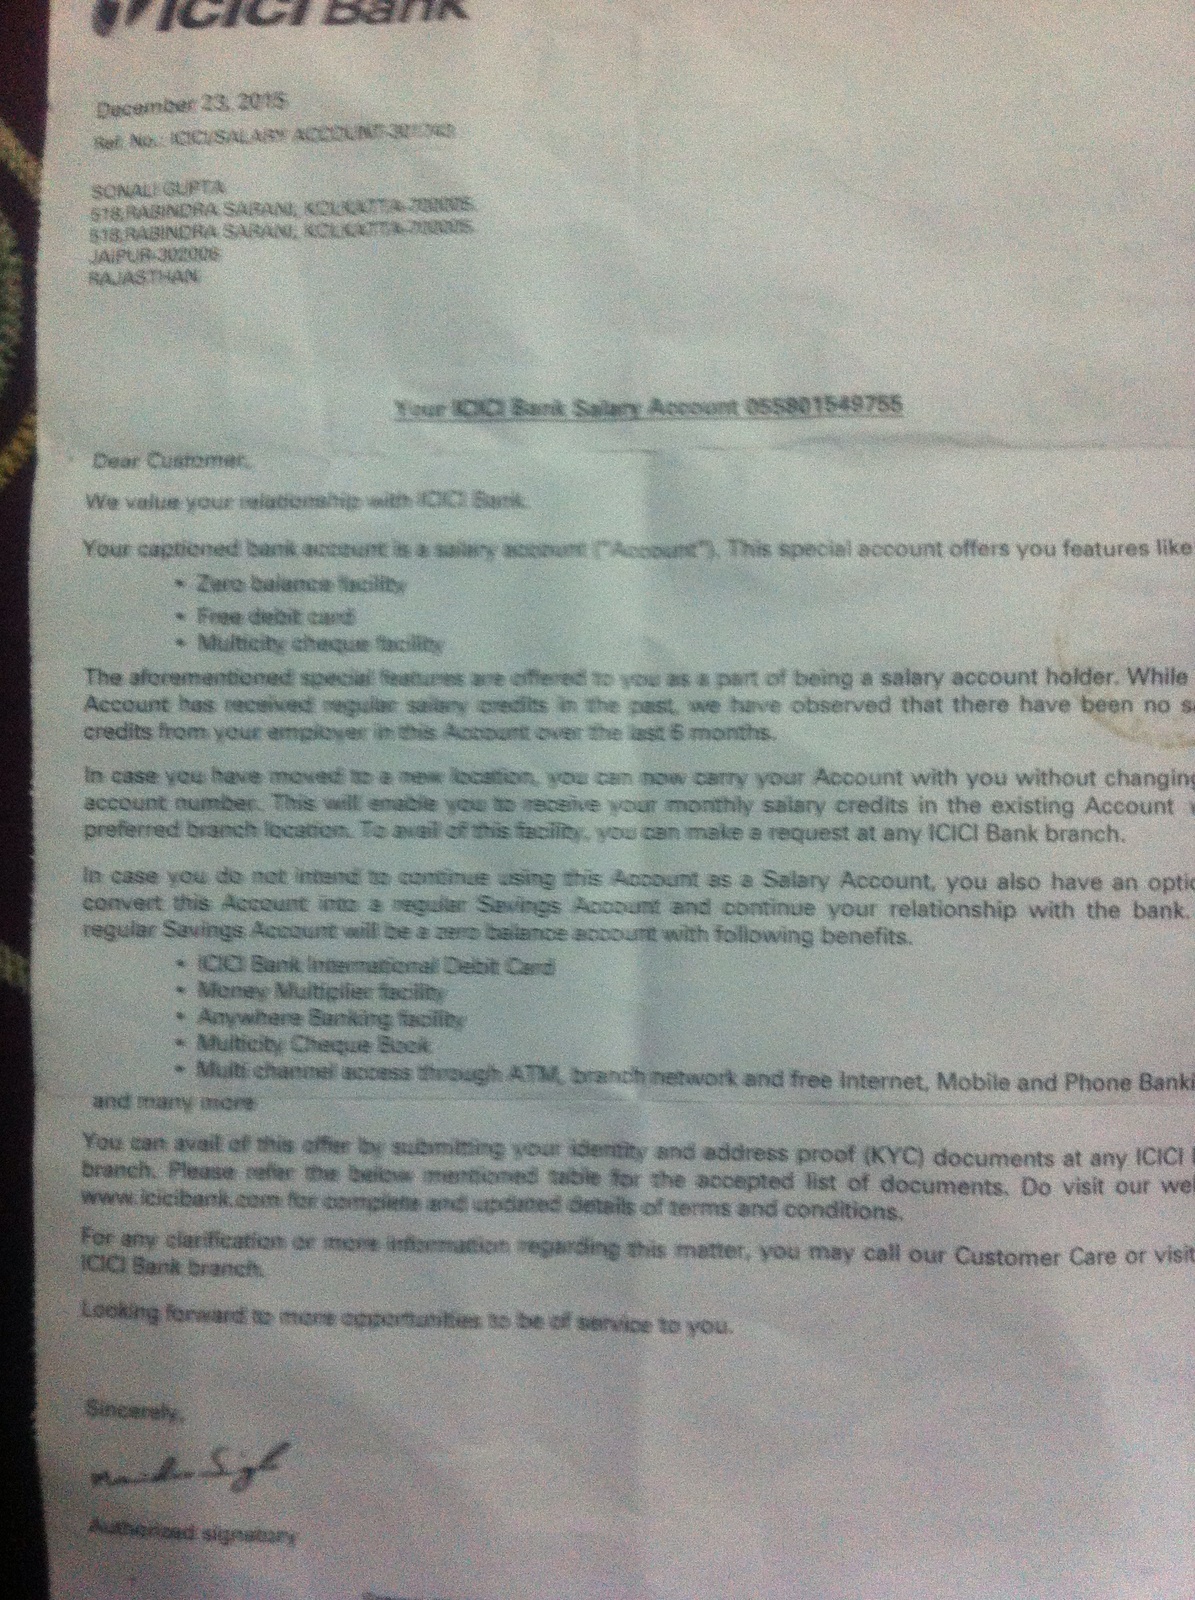 ICICI Bank
December 23, 2015
Ref. No.: ICICI/SALARY ACCOUNT-
SONALI GUPTA
518,RABINDRA SARANI, KOLKATTA-700005.
518,RABINDRA SARANI, KOLKATTA-700005.
JAIPUR-302006
RAJASTHAN
Your ICICI Bank Salary Account 055801549755
Dear Customer,
We value your relationship with ICICI Bank.
Your captioned bank account is a salary account ("Account"). This special account offers you features like
• Zero balance facility
• Free debit card
• Multicity cheque facility
The aforementioned special features are offered to you as a part of being a salary account holder. While
Account has received regular salary credits in the past, we have observed that there have been no
credits from your employer in this Account over the last 6 months.
In case you have moved to a new location, you can now carry your Account with you without changing
account number. This will enable you to receive your monthly salary credits in the existing Account
preferred branch location. To avail of this facility, you can make a request at any ICICI Bank branch.
In case you do not intend to continue using this Account as a Salary Account, you also have an optio
convert this Account into a regular Savings Account and continue your relationship with the bank.
regular Savings Account will be a zero balance account with following benefits.
• ICICI Bank International Debit Card
• Money Multiplier facility
• Anywhere Banking facility
• Multicity Cheque Book
• Multi channel access through ATM, branch network and free Internet, Mobile and Phone Banki
and many more
You can avail of this offer by submitting your identity and address proof (KYC) documents at any ICICI
branch. Please refer the below mentioned table for the accepted list of documents. Do visit our we
www.icicibank.com for complete and updated details of terms and conditions.
For any clarification or more information regarding this matter, you may call our Customer Care or visit
ICICI Bank branch.
Looking forward to more opportunities to be of service to you.
Sincerely,
Authorized signatory